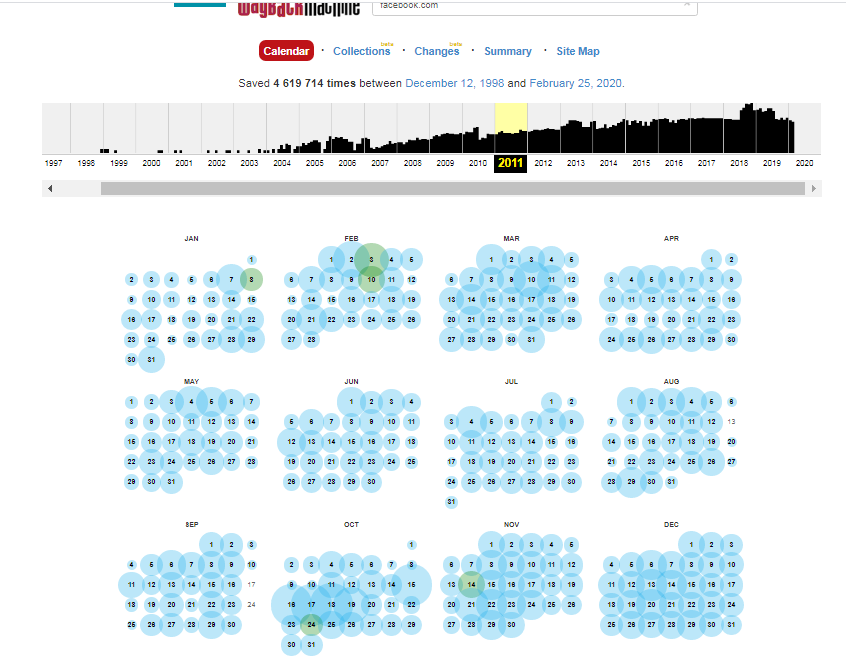 WayBackMachine facebook.com
Calendar · Collections beta · Changes beta · Summary · Site Map
Saved 4 619 714 times between December 12, 1998 and February 25, 2020.
1997 1998 1999 2000 2001 2002 2003 2004 2005 2006 2007 2008 2009 2010 2011 2012 2013 2014 2015 2016 2017 2018 2019 2020
JAN FEB MAR APR
1 1 2 3 4 5 1 2 3 4 5 1 2
2 3 4 5 6 7 8 6 7 8 9 10 11 12 6 7 8 9 10 11 12 3 4 5 6 7 8 9
9 10 11 12 13 14 15 13 14 15 16 17 18 19 13 14 15 16 17 18 19 10 11 12 13 14 15 16
16 17 18 19 20 21 22 20 21 22 23 24 25 26 20 21 22 23 24 25 26 17 18 19 20 21 22 23
23 24 25 26 27 28 29 27 28 27 28 29 30 31 24 25 26 27 28 29 30
30 31
MAY JUN JUL AUG
1 2 3 4 5 6 7 1 2 3 4 1 2 1 2 3 4 5 6
8 9 10 11 12 13 14 5 6 7 8 9 10 11 3 4 5 6 7 8 9 7 8 9 10 11 12 13
15 16 17 18 19 20 21 12 13 14 15 16 17 18 10 11 12 13 14 15 16 14 15 16 17 18 19 20
22 23 24 25 26 27 28 19 20 21 22 23 24 25 17 18 19 20 21 22 23 21 22 23 24 25 26 27
29 30 31 26 27 28 29 30 24 25 26 27 28 29 30 28 29 30 31
31
SEP OCT NOV DEC
1 2 3 1 1 2 3 4 5 1 2 3
4 5 6 7 8 9 10 2 3 4 5 6 7 8 6 7 8 9 10 11 12 4 5 6 7 8 9 10
11 12 13 14 15 16 17 9 10 11 12 13 14 15 13 14 15 16 17 18 19 11 12 13 14 15 16 17
18 19 20 21 22 23 24 16 17 18 19 20 21 22 20 21 22 23 24 25 26 18 19 20 21 22 23 24
25 26 27 28 29 30 23 24 25 26 27 28 29 27 28 29 30 25 26 27 28 29 30 31
30 31